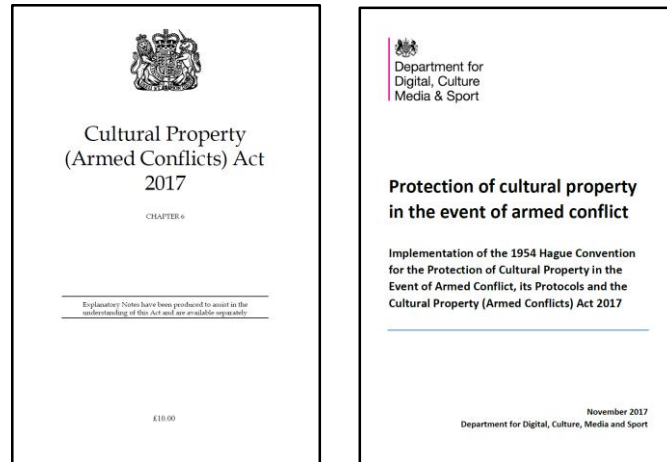 Cultural Property
(Armed Conflicts) Act
2017
CHAPTER 6
Explanatory Notes have been produced to assist in the
understanding of this Act and are available separately
£10.00
Department for
Digital, Culture
Media & Sport
Protection of cultural property
in the event of armed conflict
Implementation of the 1954 Hague Convention
for the Protection of Cultural Property in the
Event of Armed Conflict, its Protocols and the
Cultural Property (Armed Conflicts) Act 2017
November 2017
Department for Digital, Culture, Media and Sport